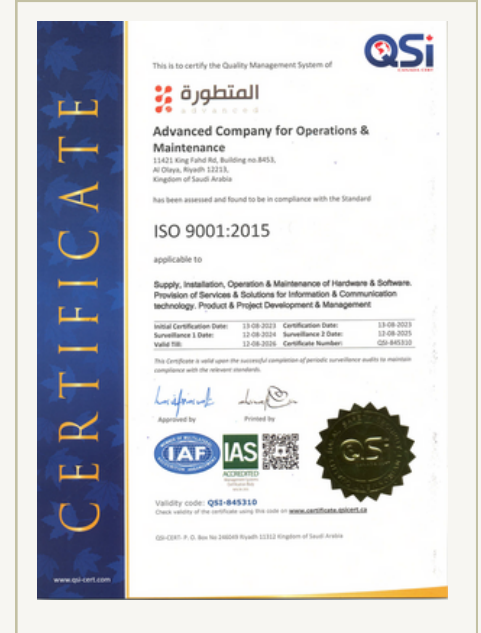 CERTIFICATE
www.qsi-cert.com
QSi
This is to certify the Quality Management System of
المتطورة
advanced
Advanced Company for Operations &
Maintenance
11421 King Fahd Rd, Building no.8453,
Al Olaya, Riyadh 12213,
Kingdom of Saudi Arabia
has been assessed and found to be in compliance with the Standard
ISO 9001:2015
applicable to
Supply, Installation, Operation & Maintenance of Hardware & Software.
Provision of Services & Solutions for Information & Communication
technology. Product & Project Development & Management
Initial Certification Date: 13-08-2023 Certification Date: 13-08-2023
Surveillance 1 Date: 12-08-2024 Surveillance 2 Date: 12-08-2025
Valid Till: 12-08-2026 Certificate Number: QSI-845310
This Certificate is valid upon the successful completion of periodic surveillance audits to maintain
compliance with the relevant standards.
Approved by Printed by
IAF
IAS
ACCREDITED
QSi
Validity code: QSI-845310
Check validity of the certificate using this code on www.certificate.qsicert.ca
QSI-CERT- P. O. Box No 246049 Riyadh 11312 Kingdom of Saudi Arabia